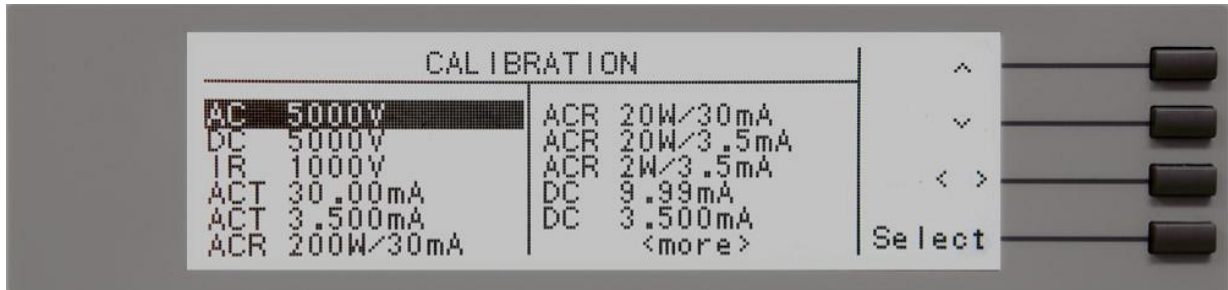 CALIBRATION
AC 5000V
DC 5000V
IR 1000V
ACT 30.00mA
ACT 3.500mA
ACR 200W/30mA
ACR 20W/30mA
ACR 20W/3.5mA
ACR 2W/3.5mA
DC 9.99mA
DC 3.500mA
<more>
^
˅
< >
Select